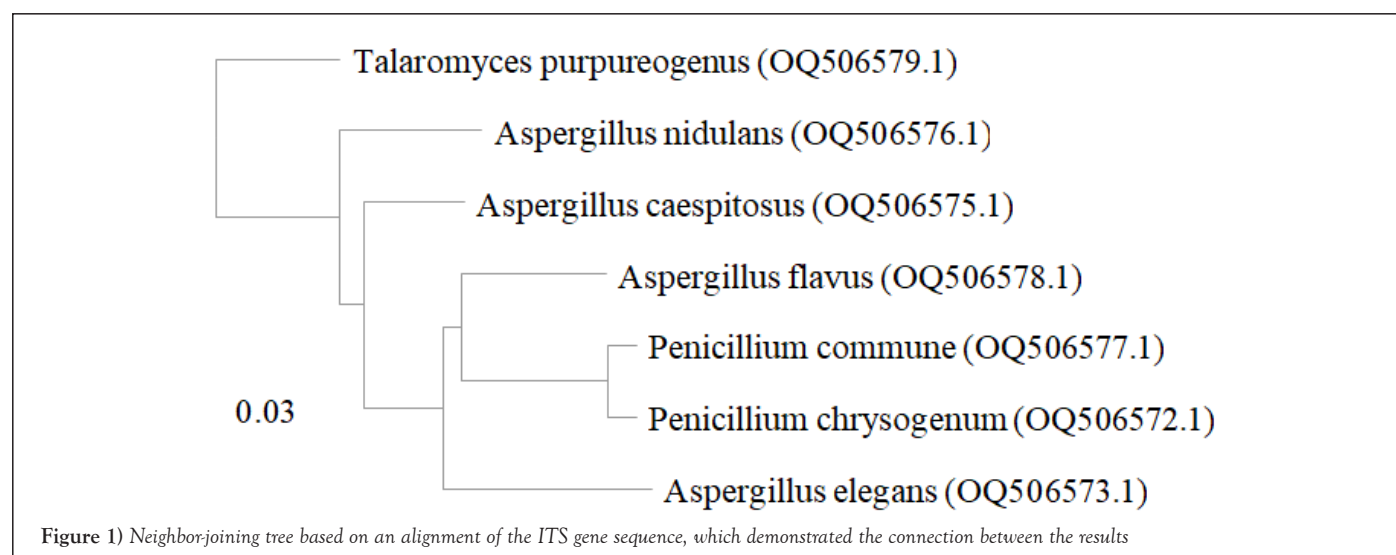 Talaromyces purpureogenus (OQ506579.1)
Aspergillus nidulans (OQ506576.1)
Aspergillus caespitosus (OQ506575.1)
Aspergillus flavus (OQ506578.1)
Penicillium commune (OQ506577.1)
0.03
Penicillium chrysogenum (OQ506572.1)
Aspergillus elegans (OQ506573.1)
Figure 1) Neighbor-joining tree based on an alignment of the ITS gene sequence, which demonstrated the connection between the results